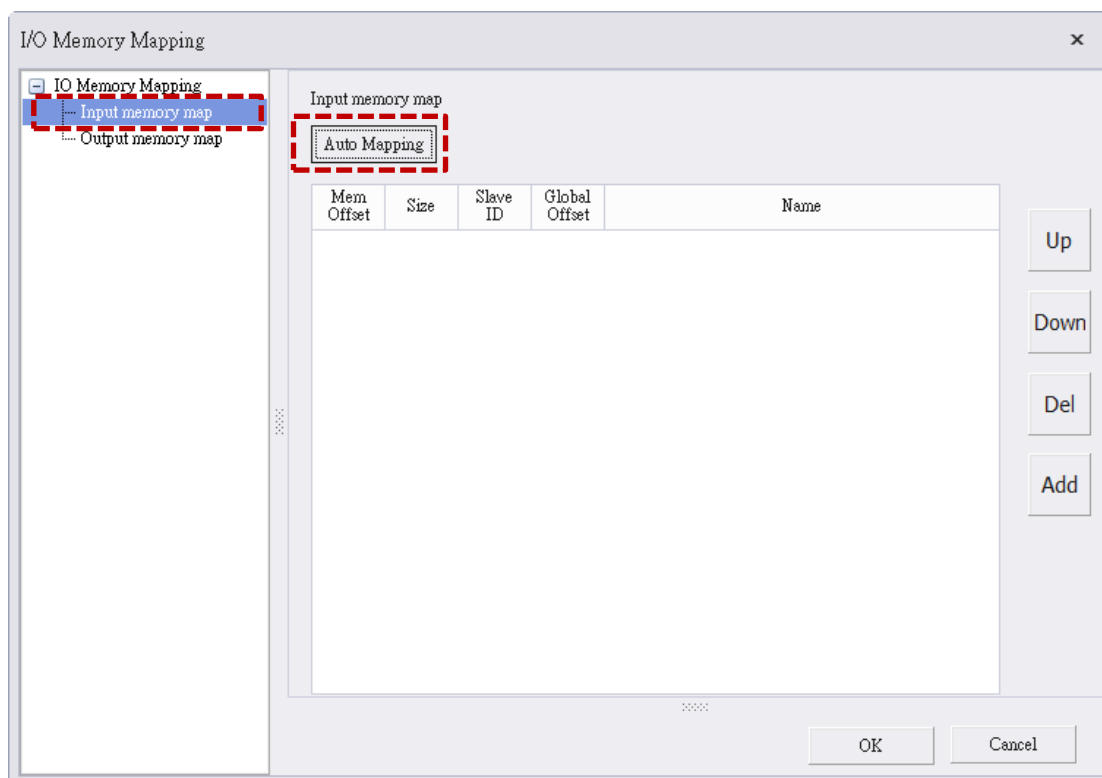 I/O Memory Mapping
×
IO Memory Mapping
Input memory map
Output memory map
Input memory map
Auto Mapping
Mem Offset
Size
Slave ID
Global Offset
Name
Up
Down
Del
Add
OK
Cancel